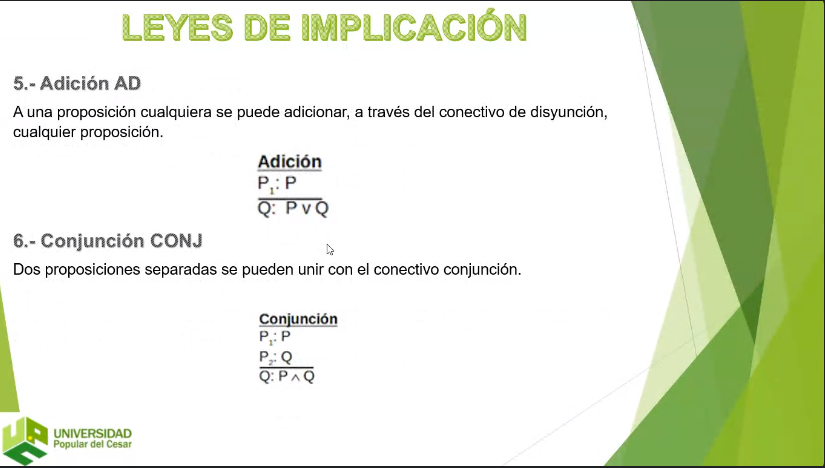 LEYES DE IMPLICACIÓN
5.- Adición AD
A una proposición cualquiera se puede adicionar, a través del conectivo de disyunción,
cualquier proposición.
Adición
P₁: P
Q: P v Q
6.- Conjunción CONJ
Dos proposiciones separadas se pueden unir con el conectivo conjunción.
Conjunción
P₁: P
P₂: Q
Q: P ∧ Q
UNIVERSIDAD
Popular del Cesar